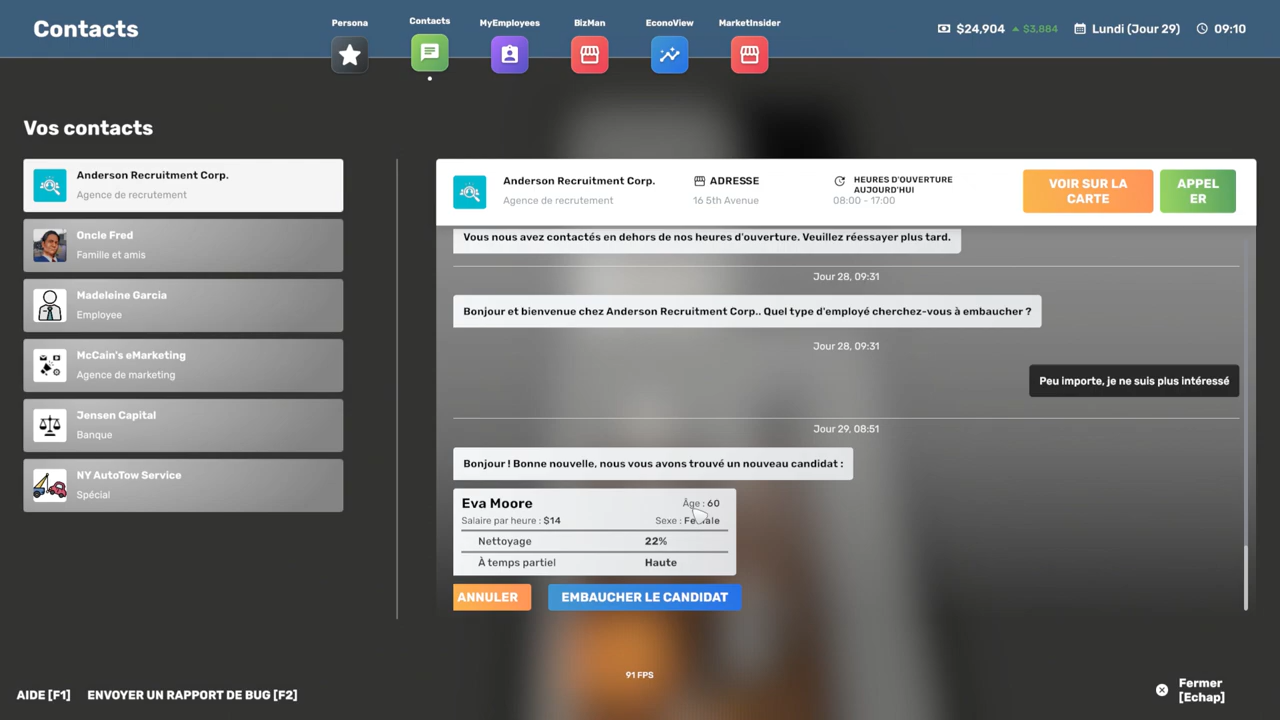 Contacts
Persona
Contacts
MyEmployees
BizMan
EconoView
MarketInsider
$24,904
$3,884
Lundi (Jour 29)
09:10
Vos contacts
Anderson Recruitment Corp.
Agence de recrutement
Oncle Fred
Famille et amis
Madeleine Garcia
Employee
McCain's eMarketing
Agence de marketing
Jensen Capital
Banque
NY AutoTow Service
Spécial
Anderson Recruitment Corp.
Agence de recrutement
ADRESSE
16 5th Avenue
HEURES D'OUVERTURE
AUJOURD'HUI
08:00 - 17:00
VOIR SUR LA
CARTE
APPEL
ER
Vous nous avez contactés en dehors de nos heures d'ouverture. Veuillez réessayer plus tard.
Jour 28, 09:31
Bonjour et bienvenue chez Anderson Recruitment Corp.. Quel type d'employé cherchez-vous à embaucher ?
Jour 28, 09:31
Peu importe, je ne suis plus intéressé
Jour 29, 08:51
Bonjour ! Bonne nouvelle, nous vous avons trouvé un nouveau candidat :
Eva Moore
Âge : 60
Salaire par heure : $14
Sexe : Female
Nettoyage 22%
À temps partiel Haute
ANNULER
EMBAUCHER LE CANDIDAT
91 FPS
AIDE [F1]
ENVOYER UN RAPPORT DE BUG [F2]
Fermer
[Echap]